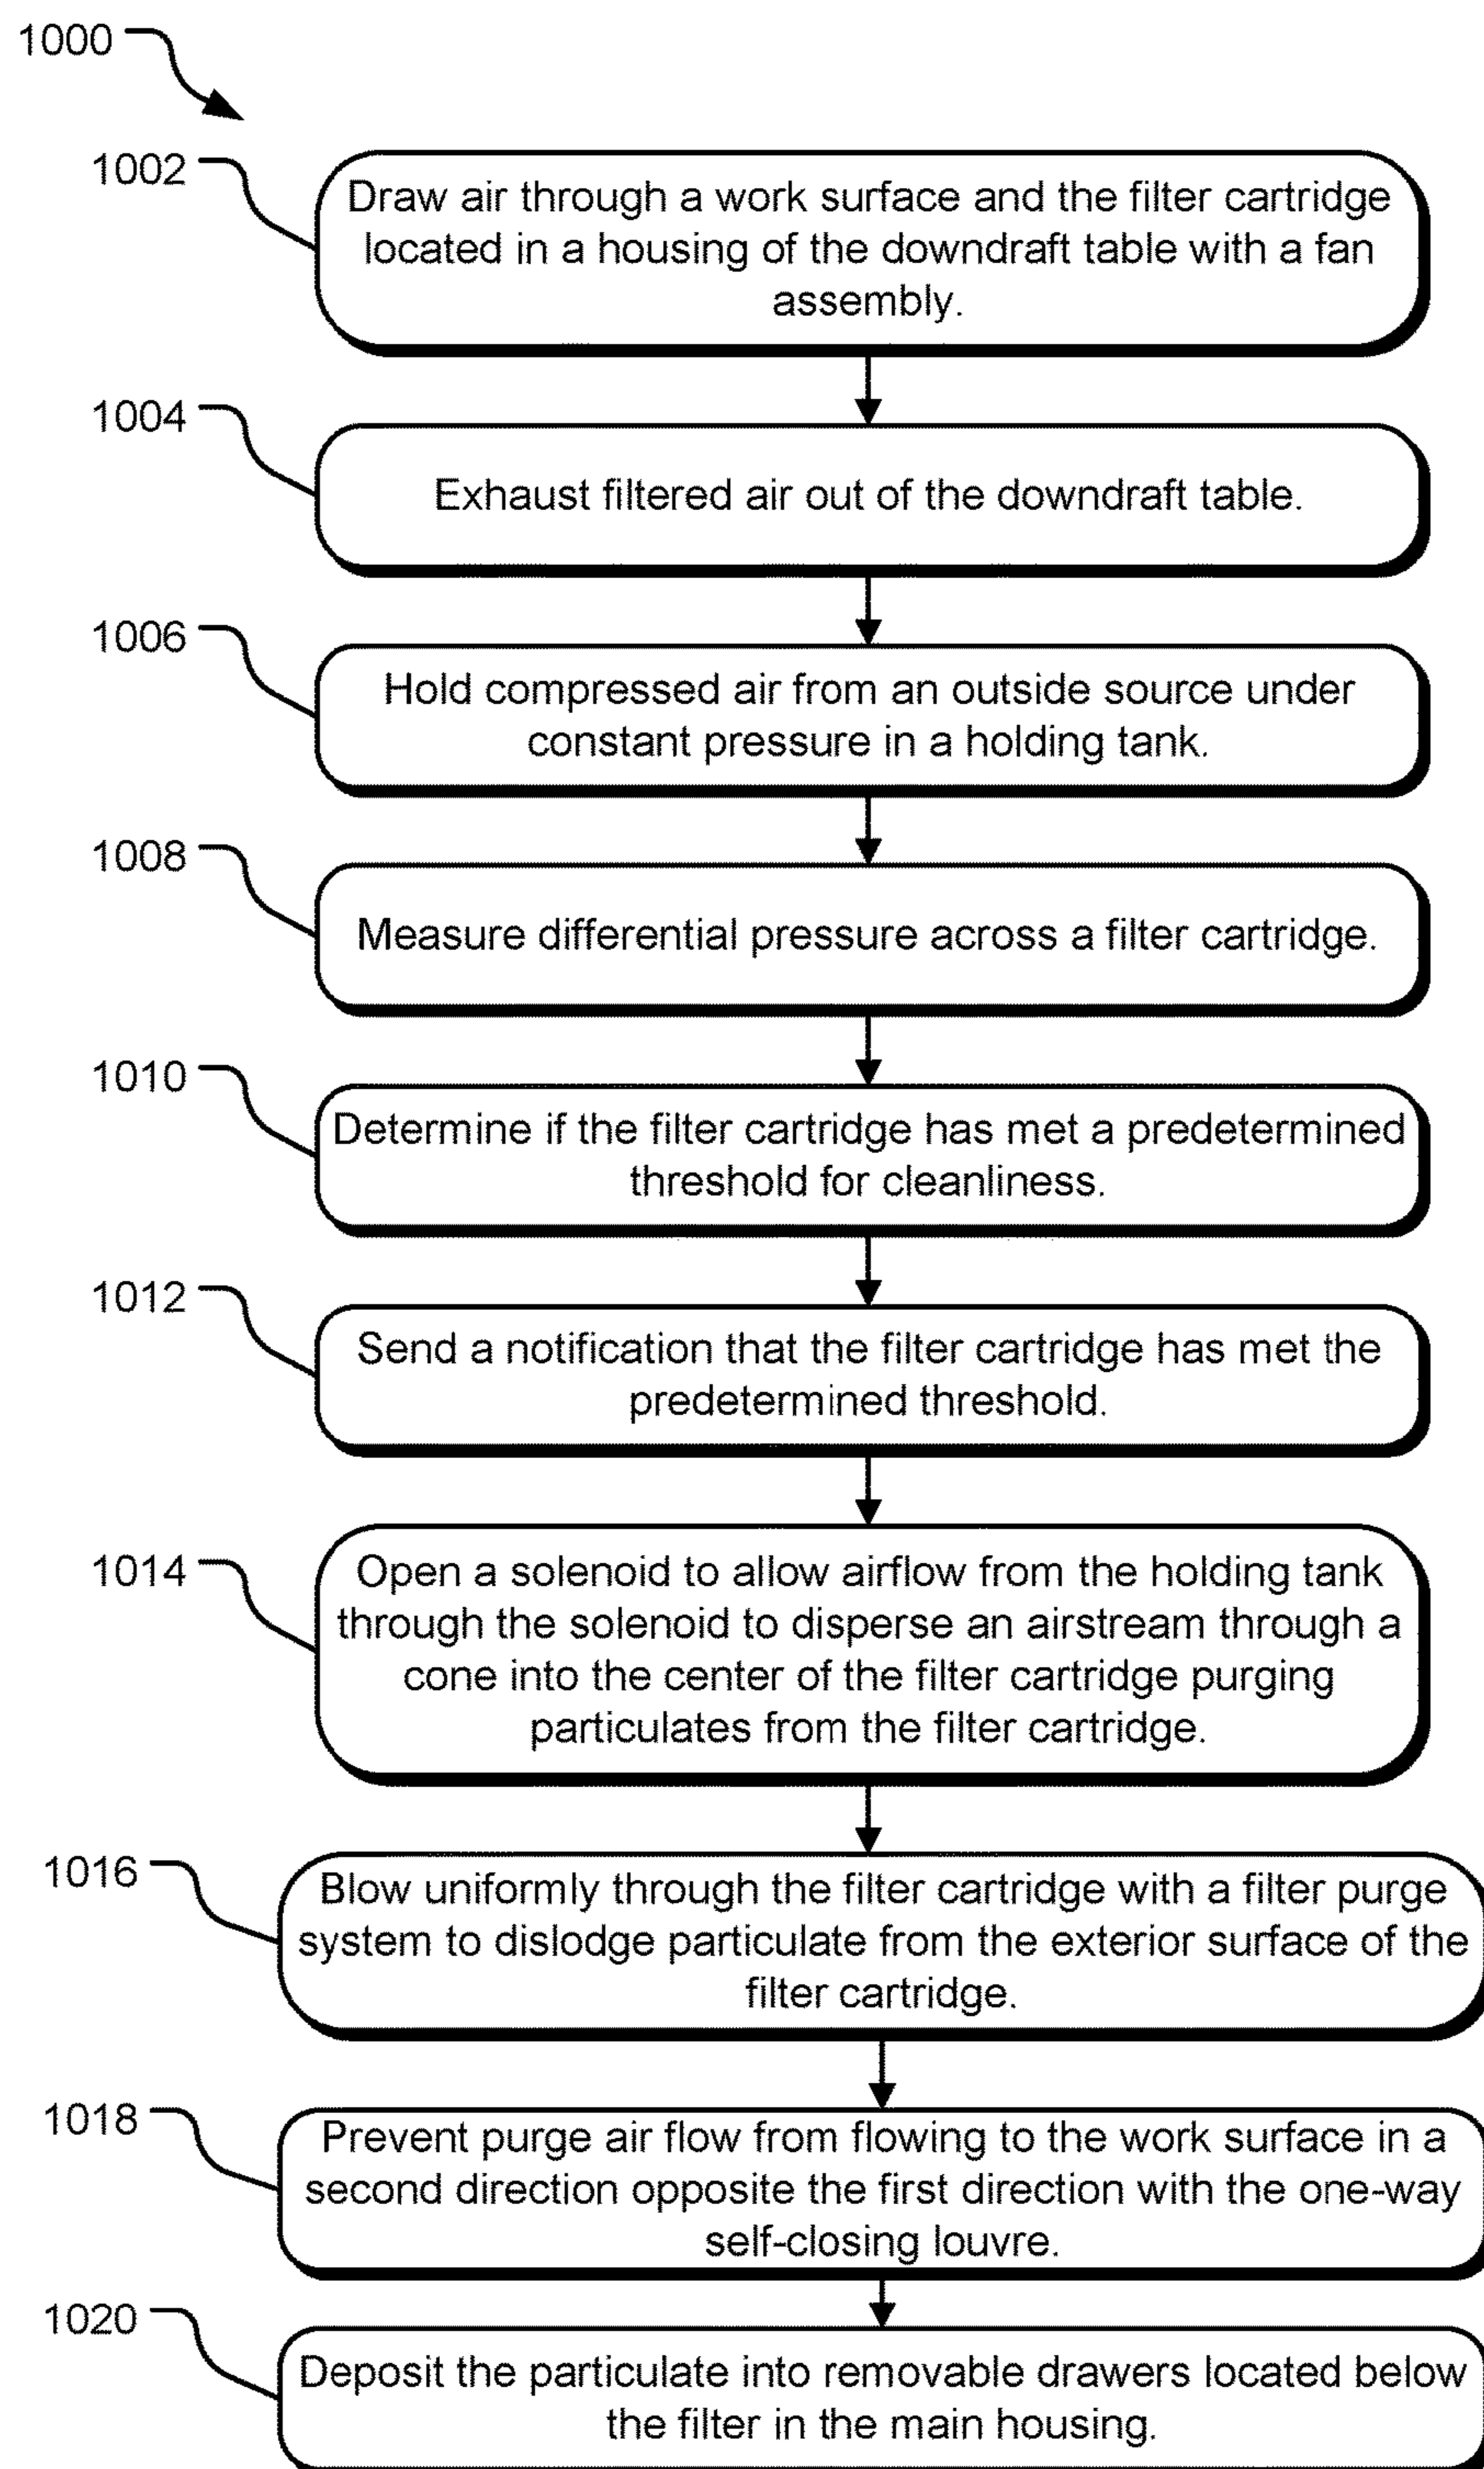 1000
1002
Draw air through a work surface and the filter cartridge
located in a housing of the downdraft table with a fan
assembly.
1004
Exhaust filtered air out of the downdraft table.
1006
Hold compressed air from an outside source under
constant pressure in a holding tank.
1008
Measure differential pressure across a filter cartridge.
1010
Determine if the filter cartridge has met a predetermined
threshold for cleanliness.
1012
Send a notification that the filter cartridge has met the
predetermined threshold.
1014
Open a solenoid to allow airflow from the holding tank
through the solenoid to disperse an airstream through a
cone into the center of the filter cartridge purging
particulates from the filter cartridge.
1016
Blow uniformly through the filter cartridge with a filter purge
system to dislodge particulate from the exterior surface of the
filter cartridge.
1018
Prevent purge air flow from flowing to the work surface in a
second direction opposite the first direction with the one-way
self-closing louvre.
1020
Deposit the particulate into removable drawers located below
the filter in the main housing.